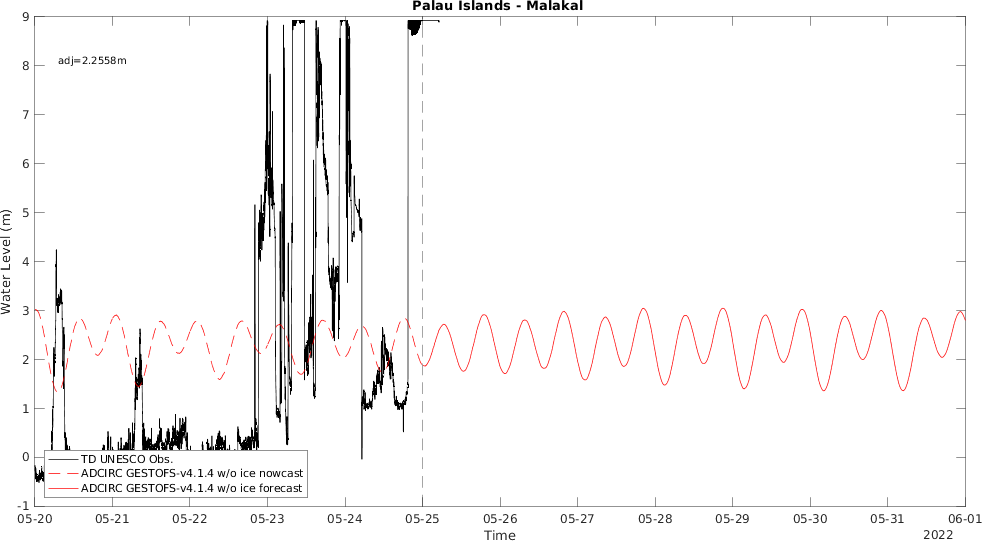 Palau Islands - Malakal
adj=2.2558m
Water Level (m)
9
8
7
6
5
4
3
2
1
0
-1
TD UNESCO Obs.
ADCIRC GESTOFS-v4.1.4 w/o ice nowcast
ADCIRC GESTOFS-v4.1.4 w/o ice forecast
05-20 05-21 05-22 05-23 05-24 05-25 05-26 05-27 05-28 05-29 05-30 05-31 06-01
Time
2022